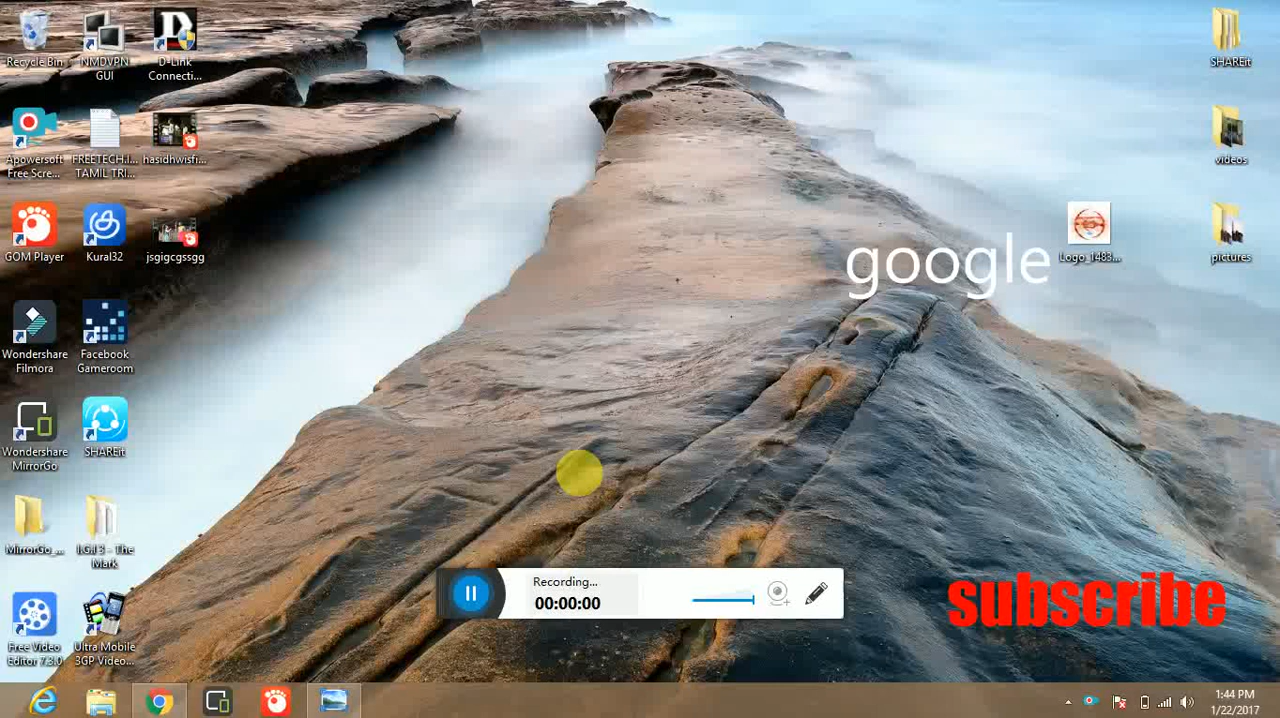 Recycle Bin
NMDVPN
GUI
D-Link
Connecti...
SHAREit
Apowersoft
Free Scre...
FREETECH.I...
TAMIL TRI...
hasidhwisfi...
videos
GOM Player
Kural32
jsgigcgssgg
google
Logo_1483...
pictures
Wondershare
Filmora
Facebook
Gameroom
Wondershare
MirrorGo
SHAREit
MirrorGo_...
I.G.I 3 - The
Mark
Recording...
00:00:00
subscribe
Free Video
Editor 7.3.0
Ultra Mobile
3GP Video...
1:44 PM
1/22/2017